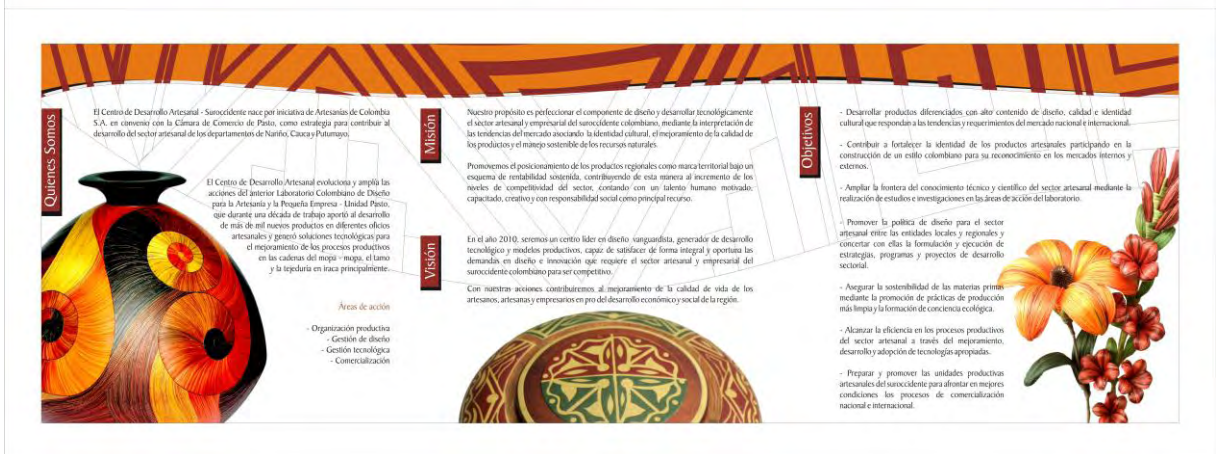 Quienes Somos
El Centro de Desarrollo Artesanal - Suroccidente nace por iniciativa de Artesanías de Colombia
S.A. en convenio con la Cámara de Comercio de Pasto, como estrategia para contribuir al
desarrollo del sector artesanal de los departamentos de Nariño, Cauca y Putumayo.
El Centro de Desarrollo Artesanal evoluciona y amplía las
acciones del anterior Laboratorio Colombiano de Diseño
para la Artesanía y la Pequeña Empresa - Unidad Pasto,
que durante una década de trabajo aportó al desarrollo
de más de mil nuevos productos en diferentes oficios
artesanales y generó soluciones tecnológicas para
el mejoramiento de los procesos productivos
en las cadenas del mopa - mopa, el tamo
y la tejeduría en iraca principalmente.
Áreas de acción
- Organización productiva
- Gestión de diseño
- Gestión tecnológica
- Comercialización
Misión
Nuestro propósito es perfeccionar el componente de diseño y desarrollar tecnológicamente
el sector artesanal y empresarial del suroccidente colombiano, mediante la interpretación de
las tendencias del mercado asociando la identidad cultural, el mejoramiento de la calidad de
los productos y el manejo sostenible de los recursos naturales.
Promovemos el posicionamiento de los productos regionales como marca territorial bajo un
esquema de rentabilidad sostenida, contribuyendo de esta manera al incremento de los
niveles de competitividad del sector, contando con un talento humano motivado,
capacitado, creativo y con responsabilidad social como principal recurso.
Visión
En el año 2010, seremos un centro líder en diseño vanguardista, generador de desarrollo
tecnológico y modelos productivos, capaz de satisfacer de forma integral y oportuna las
demandas en diseño e innovación que requiere el sector artesanal y empresarial del
suroccidente colombiano para ser competitivo.
Con nuestras acciones contribuiremos al mejoramiento de la calidad de vida de los
artesanos, artesanas y empresarios en pro del desarrollo económico y social de la región.
Objetivos
- Desarrollar productos diferenciados con alto contenido de diseño, calidad e identidad
cultural que respondan a las tendencias y requerimientos del mercado nacional e internacional.
- Contribuir a fortalecer la identidad de los productos artesanales participando en la
construcción de un estilo colombiano para su reconocimiento en los mercados internos y
externos.
- Ampliar la frontera del conocimiento técnico y científico del sector artesanal mediante la
realización de estudios e investigaciones en las áreas de acción del laboratorio.
- Promover la política de diseño para el sector
artesanal entre las entidades locales y regionales y
concertar con ellas la formulación y ejecución de
estrategias, programas y proyectos de desarrollo
sectorial.
- Asegurar la sostenibilidad de las materias primas
mediante la promoción de prácticas de producción
más limpia y la formación de conciencia ecológica.
- Alcanzar la eficiencia en los procesos productivos
del sector artesanal a través del mejoramiento,
desarrollo y adopción de tecnologías apropiadas.
- Preparar y promover las unidades productivas
artesanales del suroccidente para afrontar en mejores
condiciones los procesos de comercialización
nacional e internacional.